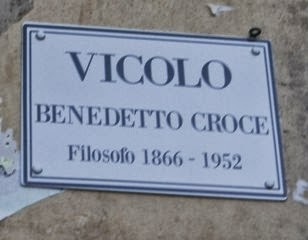 VICOLO
BENEDETTO CROCE
Filosofo 1866 - 1952